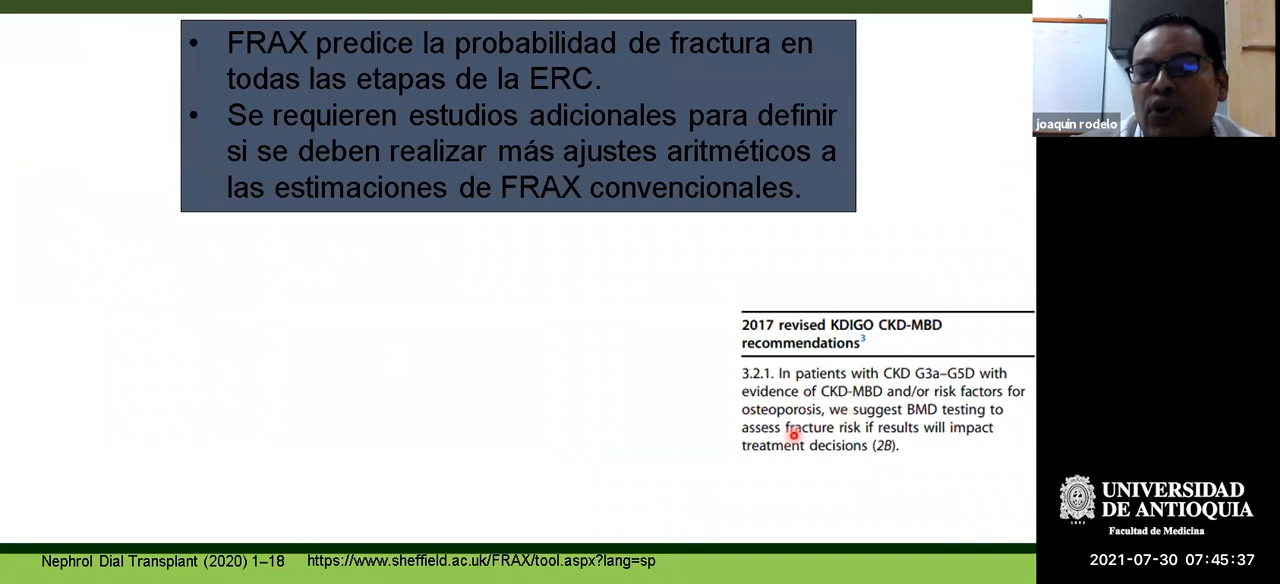 • FRAX predice la probabilidad de fractura en
todas las etapas de la ERC.
• Se requieren estudios adicionales para definir
si se deben realizar más ajustes aritméticos a
las estimaciones de FRAX convencionales.
joaquin rodelo
2017 revised KDIGO CKD-MBD
recommendations3
3.2.1. In patients with CKD G3a–G5D with
evidence of CKD-MBD and/or risk factors for
osteoporosis, we suggest BMD testing to
assess fracture risk if results will impact
treatment decisions (2B).
UNIVERSIDAD
DE ANTIOQUIA
1803
Facultad de Medicina
Nephrol Dial Transplant (2020) 1–18 https://www.sheffield.ac.uk/FRAX/tool.aspx?lang=sp
2021-07-30 07:45:37